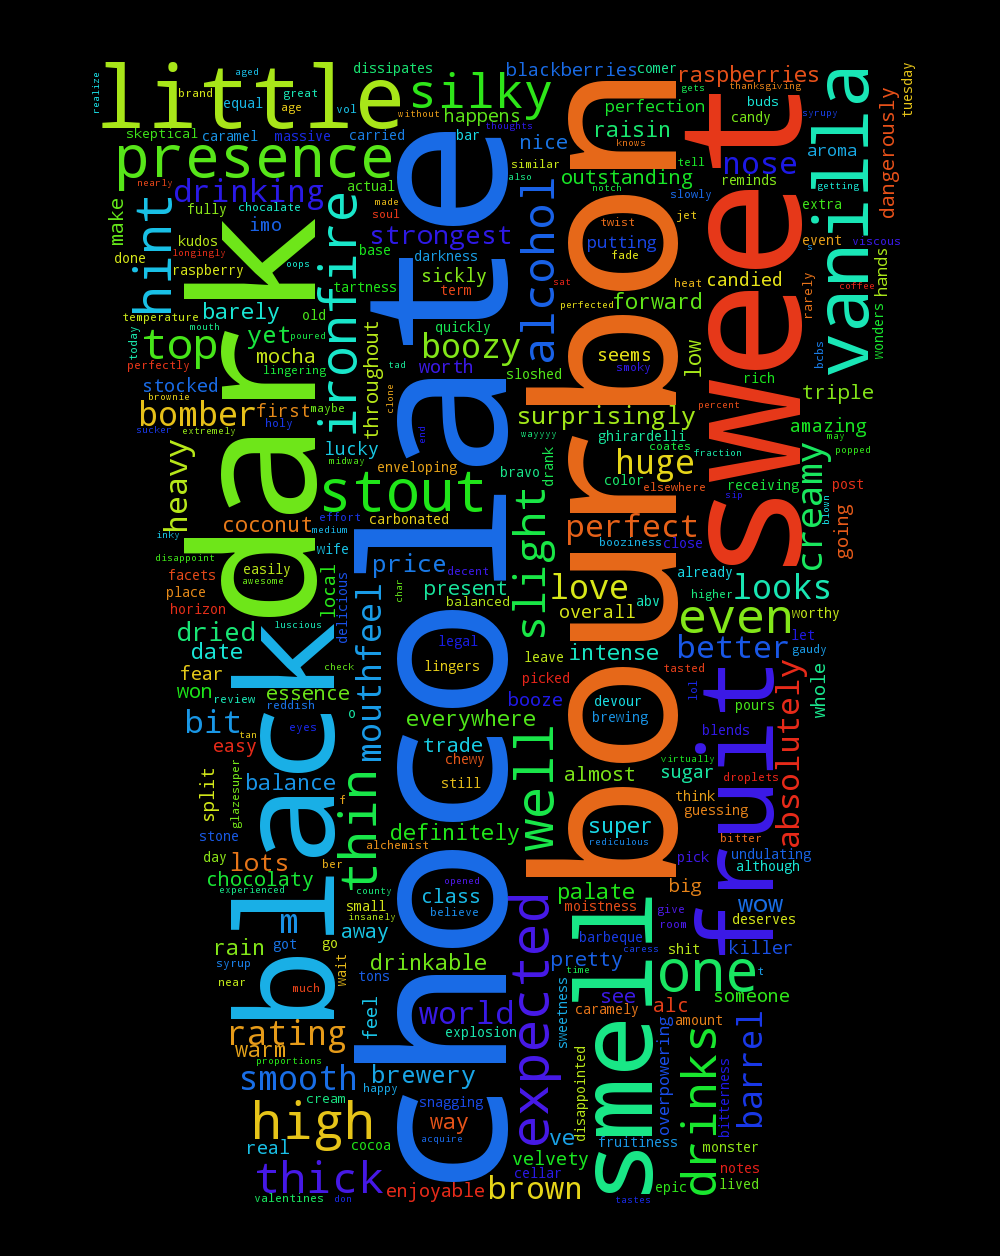 realize
aged
brand
equal
age
great
vol
little
dissipates
silky
happens
without
blackberries
comer
gets
raspberries
thanksgiving
perfection
candy
buds
syrupy
vanilla
dangerously
tuesday
skeptical
caramel
massive
carried
bar
thoughts
nice
raisin
knows
presence
nearly
drinking
actual
made
soul
similar
also
outstanding
notch
tell
slowly
nose
reminds
aroma
getting
make
hint
fully
chocalate
imo
strongest
twist
jet
extra
done
kudos
longingly
raspberry
oops
base
darkness
putting
fade
event
s
viscous
temperature
mouth
barely
old
tartness
sickly
term
alcohol
sat
perfected
forward
heat
candied
rarely
coffee
hands
today
top
yet
poured
ironfire
quickly
boozy
seems
smoky
low
bcbs
wonders
perfectly
mocha
lingering
throughout
tad
worth
sloshed
rich
triple
stocked
brownie
bomber
first
maybe
clone
surprisingly
percent
amazing
may
popped
sucker
extremely
holy
lucky
midway
end
wayyyy
ghirardelli
coates
fraction
heavy
dark
enveloping
bravo
drank
huge
color
elsewhere
sip
receiving
creamy
post
going
blown
coconut
stout
effort
medium
carbonated
perfect
booziness
close
inky
disappoint
wife
ate
sweet
facets
easily
awesome
price
decent
slight
love
already
looks
place
horizon
local
delicious
char
present
balanced
overall
abv
higher
even
worthy
dried
date
luscious
mouthfeel
legal
lingers
leave
intense
better
let
gaudy
fear
check
won
review
essence
reddish
picked
booze
tasted
lol
devour
brewing
pours
whole
bit
tan
eyes
o
everywhere
blends
easy
balance
trade
chewy
still
well
almost
virtually
sugar
droplets
absolutely
split
glazesuper
stone
black
thin
f
definitely
super
rediculous
think
guessing
bitter
day
lots
ber
alchemist
pick
undulating
although
chocolaty
experienced
county
opened
class
believe
palate
big
bourbon
small
insanely
moistness
give
room
wow
deserves
m
got
away
barbeque
caress
shit
killer
fruit
rain
syrup
go
wait
drinkable
pretty
time
one
t
near
much
tons
see
someone
rating
feel
world
explosion
expected
sweetness
caramely
alc
amount
warm
proportions
smooth
brewery
happy
overpowering
barrel
cream
snagging
disappointed
bitterness
high
way
acquire
ve
fruitiness
monster
real
cocoa
velvety
cellar
smell
drinks
notes
thick
enjoyable
brown
epic
lived
valentines
don
chocolate
tastes